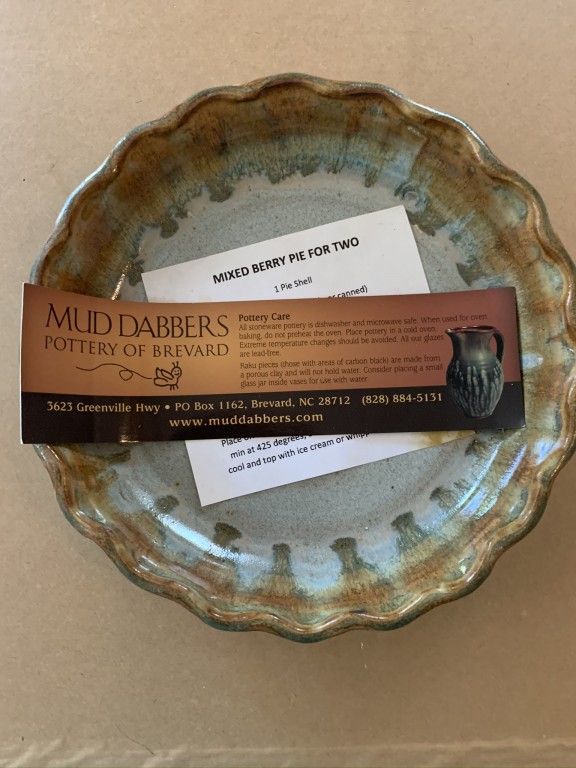 MIXED BERRY PIE FOR TWO
1 Pie Shell
canned)
MUD DABBERS
POTTERY OF BREVARD
Pottery Care
All stoneware pottery is dishwasher and microwave safe. When used for oven
baking, do not preheat the oven. Place pottery in a cold oven.
Extreme temperature changes should be avoided. All our glazes
are lead-free.
Raku pieces (those with areas of carbon black) are made from
a porous clay and will not hold water. Consider placing a small
glass jar inside vases for use with water
3623 Greenville Hwy • PO Box 1162, Brevard, NC 28712 (828) 884-5131
www.muddabbers.com
Place
min at 425 degrees,
cool and top with ice cream or